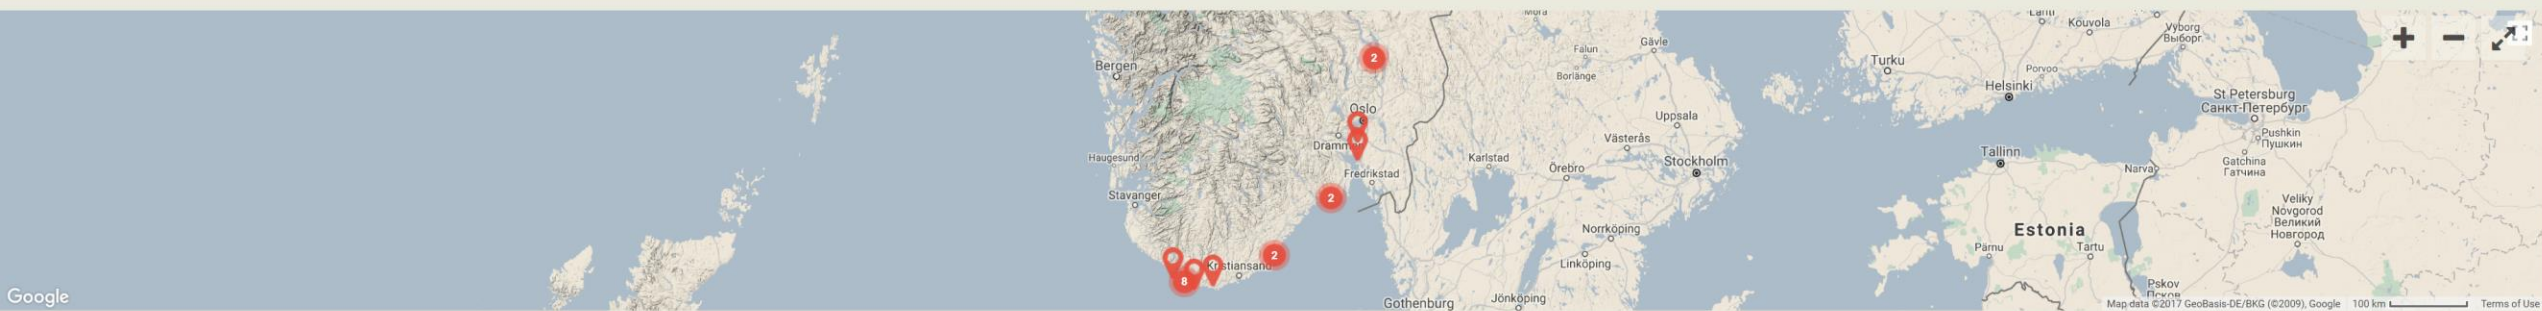 Mora
Lahti
Kouvola
Vyborg
Выборг
Gävle
Falun
Bergen
Turku
Porvoo
Borlänge
Helsinki
St Petersburg
Санкт-Петербург
2
Oslo
Uppsala
Pushkin
Пушкин
Västerås
Dramm
Tallinn
Haugesund
Karlstad
Stockholm
Gatchina
Гатчина
Örebro
Narva
Fredrikstad
Stavanger
2
Veliky
Novgorod
Великий
Новгород
Norrköping
Estonia
Pärnu
Tartu
2
Kristiansand
Linköping
8
Pskov
Псков
Google
Gothenburg
Jönköping
Map data ©2017 GeoBasis-DE/BKG (©2009), Google
100 km
Terms of Use